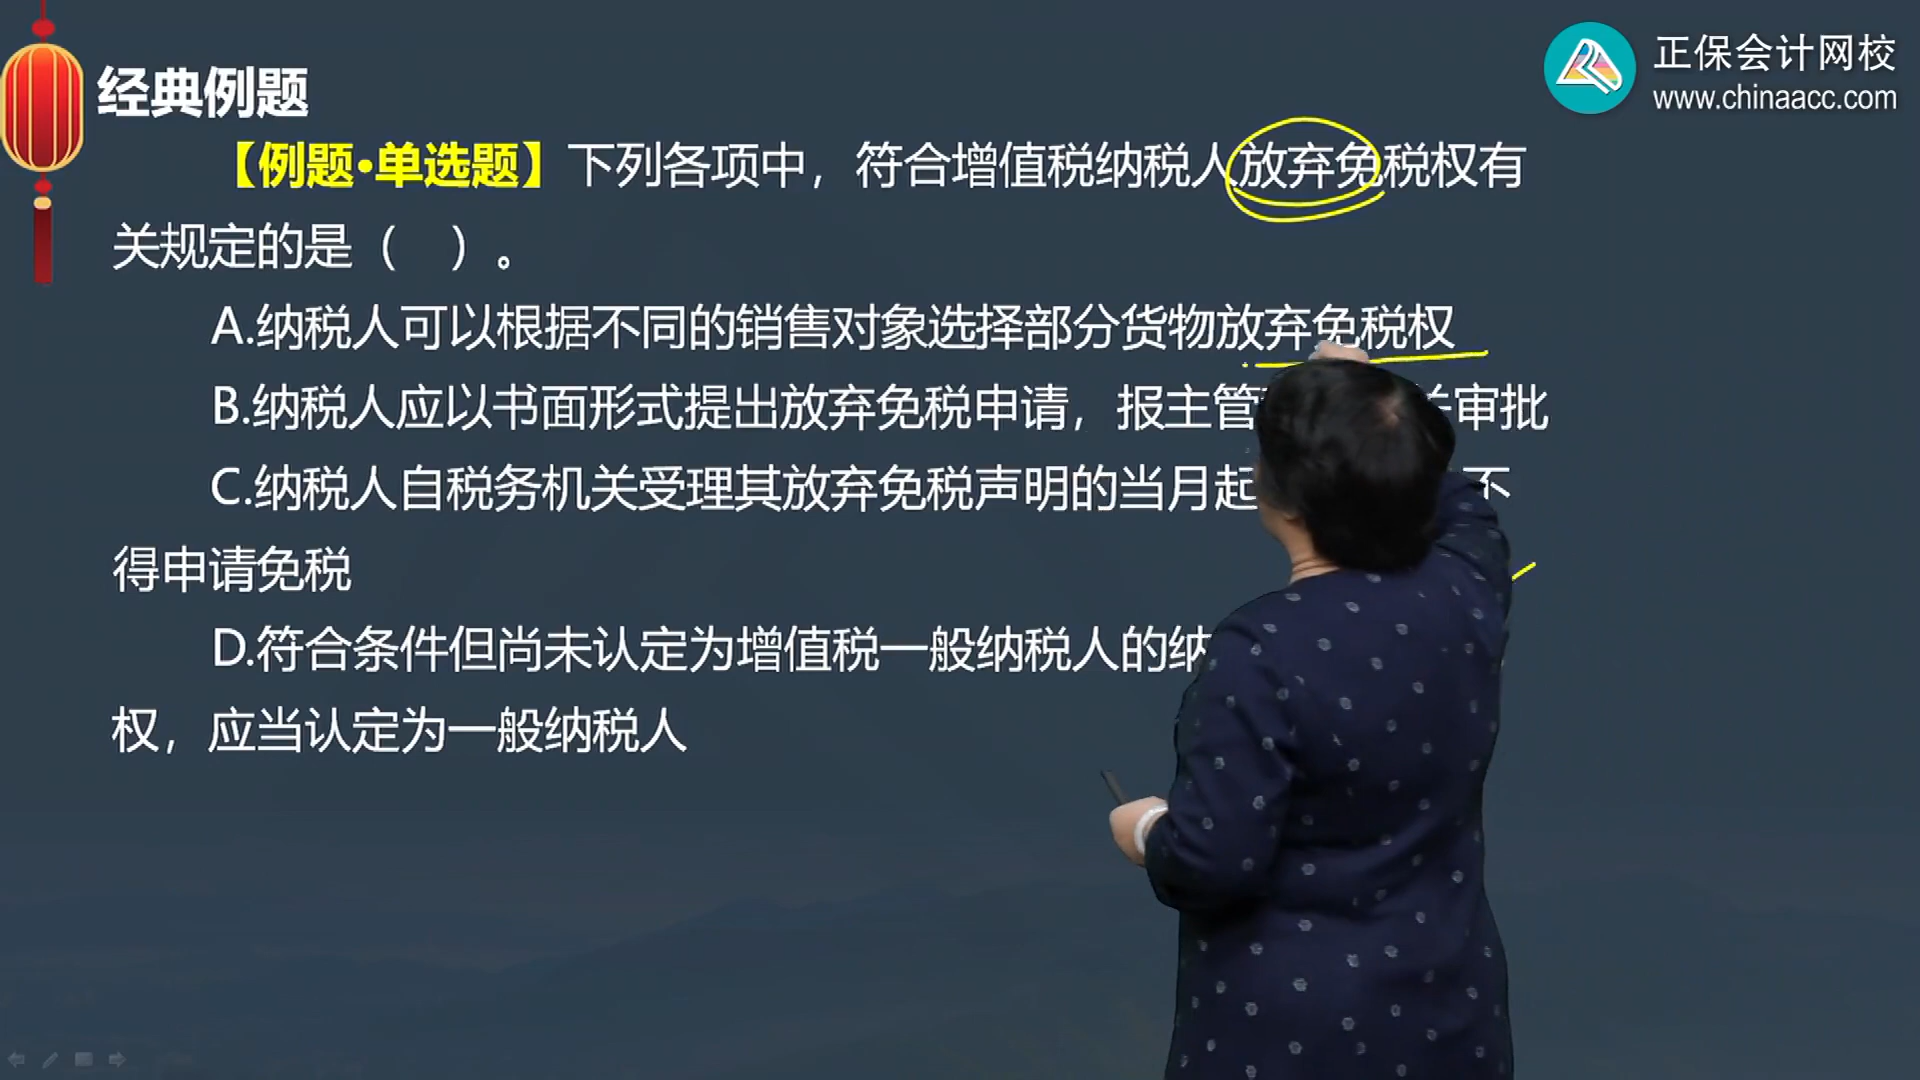 正保会计网校
www.chinaacc.com
经典例题
【例题•单选题】下列各项中，符合增值税纳税人放弃免税权有
关规定的是（　）。
A.纳税人可以根据不同的销售对象选择部分货物放弃免税权
B.纳税人应以书面形式提出放弃免税申请，报主管 审批
C.纳税人自税务机关受理其放弃免税声明的当月起 不
得申请免税
D.符合条件但尚未认定为增值税一般纳税人的纳
权，应当认定为一般纳税人